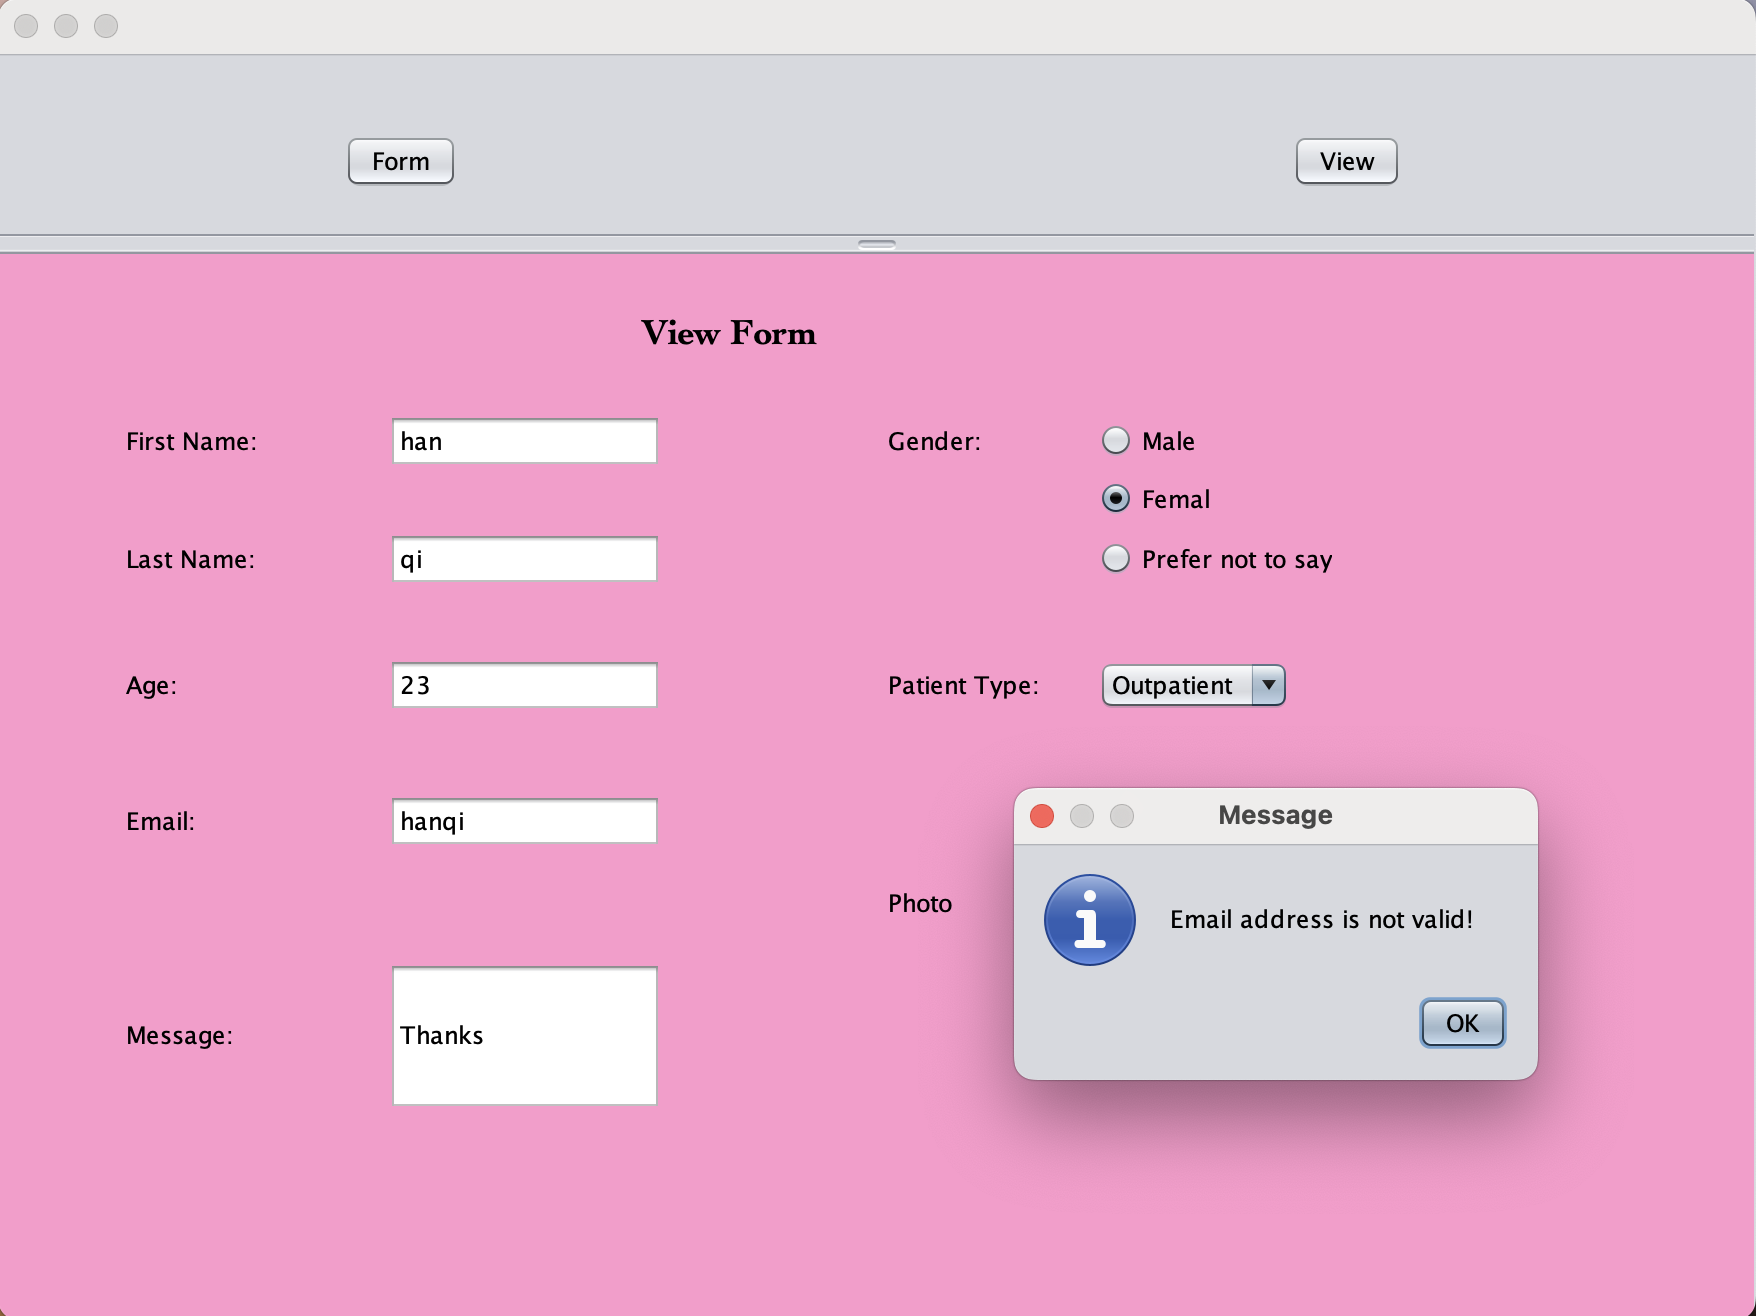 Form
View
View Form
First Name:
han
Gender:
Male
Femal
Last Name:
qi
Prefer not to say
Age:
23
Patient Type:
Outpatient
Email:
hanqi
Photo
Message:
Thanks
Message
Email address is not valid!
OK